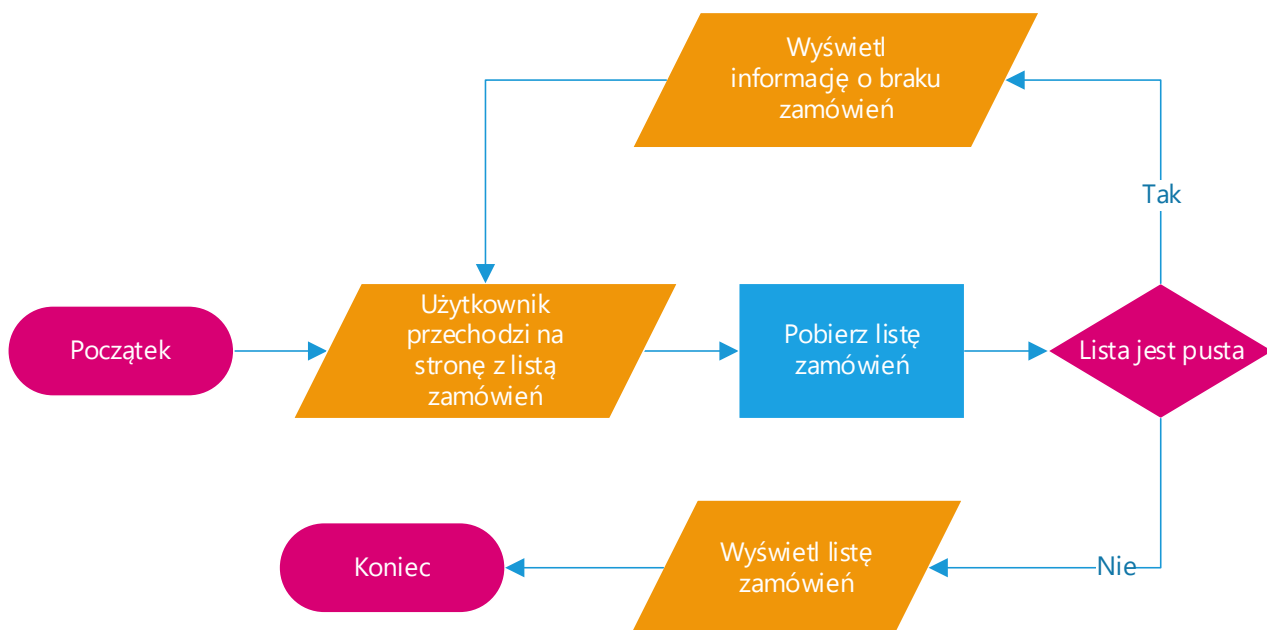 Wyświetl
informację o braku
zamówień
Tak
Początek
Użytkownik
przechodzi na
stronę z listą
zamówień
Pobierz listę
zamówień
Lista jest pusta
Koniec
Wyświetl listę
zamówień
Nie